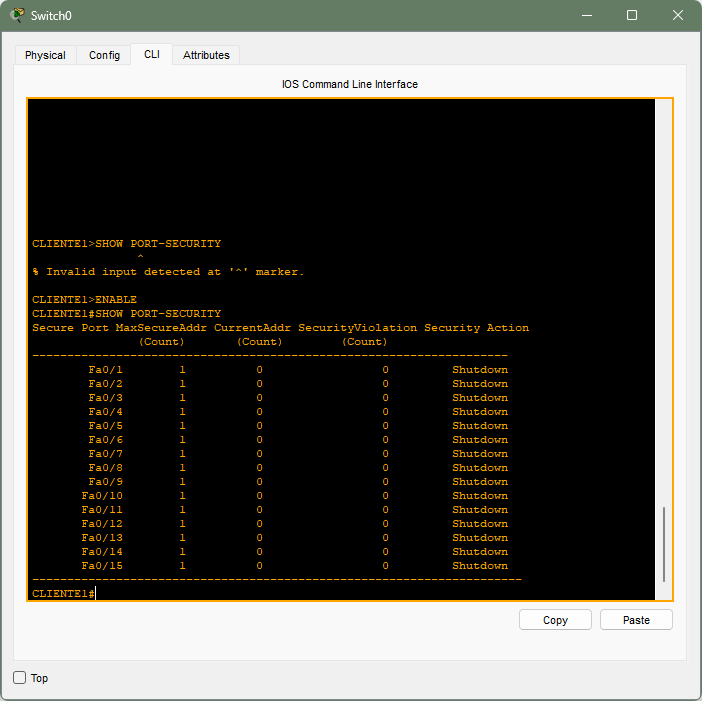 Switch0
Physical Config CLI Attributes
IOS Command Line Interface
CLIENTE1>SHOW PORT-SECURITY
^
% Invalid input detected at '^' marker.
CLIENTE1>ENABLE
CLIENTE1#SHOW PORT-SECURITY
Secure Port MaxSecureAddr CurrentAddr SecurityViolation Security Action
(Count) (Count) (Count)
--------------------------------------------------------------------
Fa0/1 1 0 0 Shutdown
Fa0/2 1 0 0 Shutdown
Fa0/3 1 0 0 Shutdown
Fa0/4 1 0 0 Shutdown
Fa0/5 1 0 0 Shutdown
Fa0/6 1 0 0 Shutdown
Fa0/7 1 0 0 Shutdown
Fa0/8 1 0 0 Shutdown
Fa0/9 1 0 0 Shutdown
Fa0/10 1 0 0 Shutdown
Fa0/11 1 0 0 Shutdown
Fa0/12 1 0 0 Shutdown
Fa0/13 1 0 0 Shutdown
Fa0/14 1 0 0 Shutdown
Fa0/15 1 0 0 Shutdown
----------------------------------------------------------------------
CLIENTE1#
Copy Paste
Top